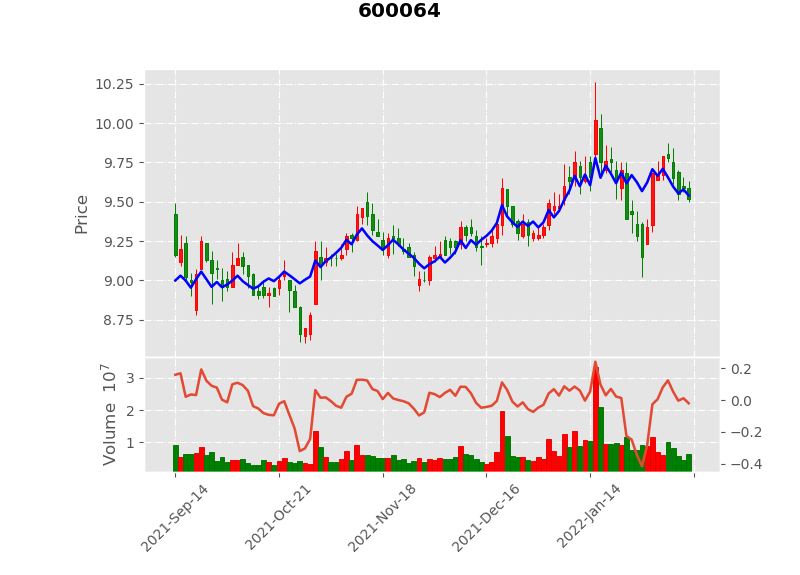 600064
10.25
10.00
9.75
9.50
9.25
9.00
8.75
Price
3
2
1
Volume 10^7
0.2
0.0
−0.2
−0.4
2021-Sep-14
2021-Oct-21
2021-Nov-18
2021-Dec-16
2022-Jan-14